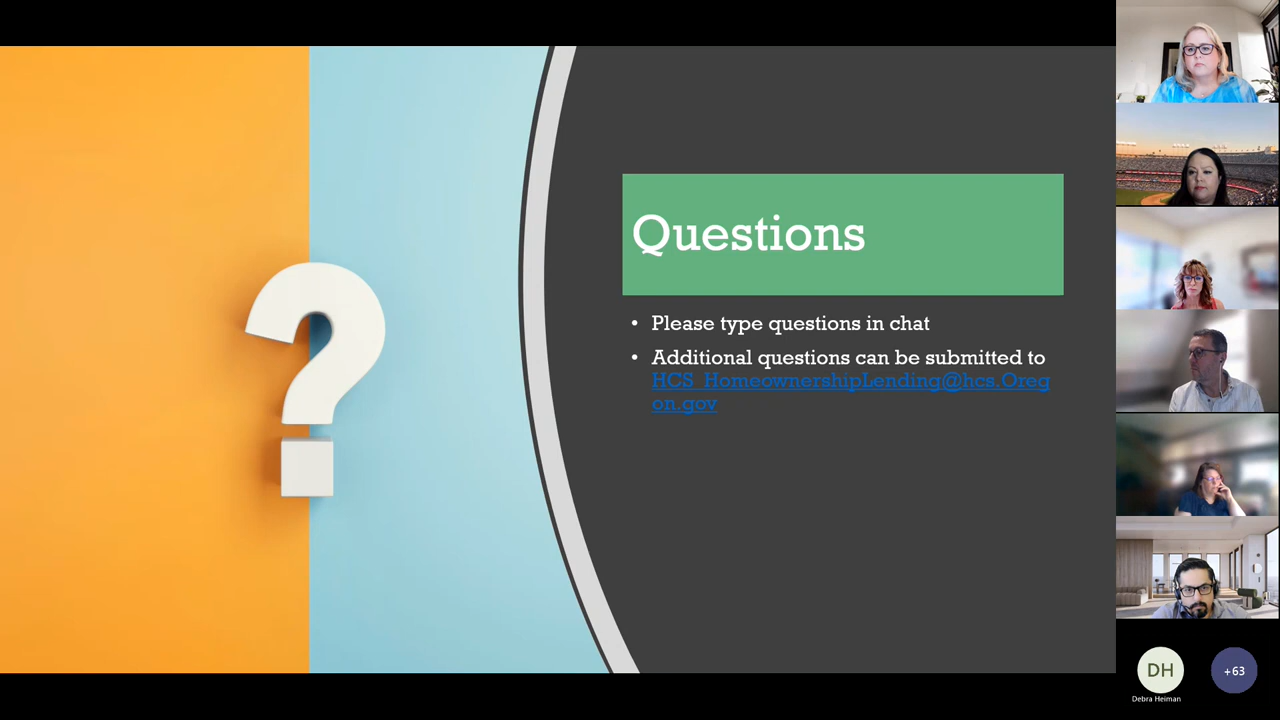 Questions
• Please type questions in chat
• Additional questions can be submitted to
HCS_HomeownershipLending@hcs.Oreg
on.gov
DH
Debra Heiman
+63